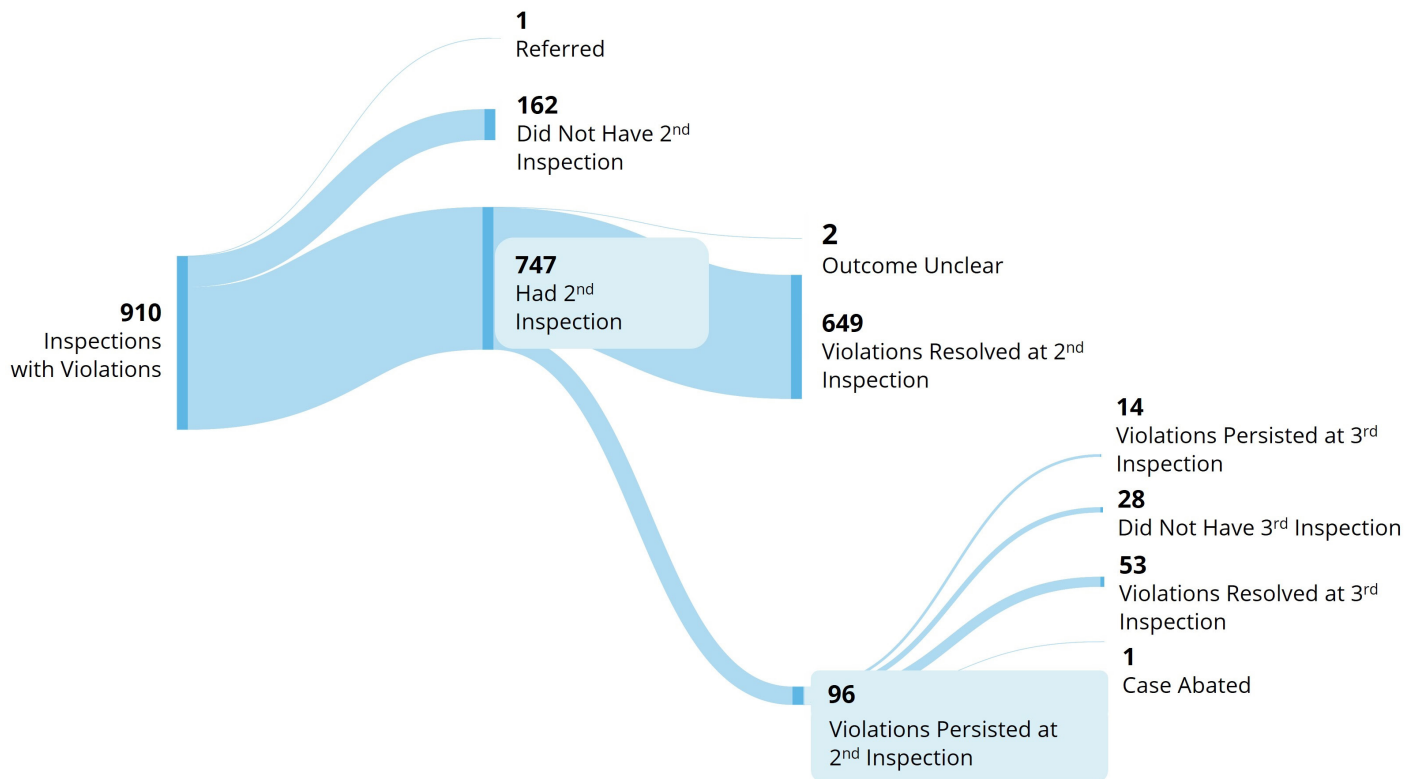 1
Referred
162
Did Not Have 2nd
Inspection
910
Inspections
with Violations
747
Had 2nd
Inspection
2
Outcome Unclear
649
Violations Resolved at 2nd
Inspection
14
Violations Persisted at 3rd
Inspection
28
Did Not Have 3rd Inspection
53
Violations Resolved at 3rd
Inspection
1
Case Abated
96
Violations Persisted at
2nd Inspection